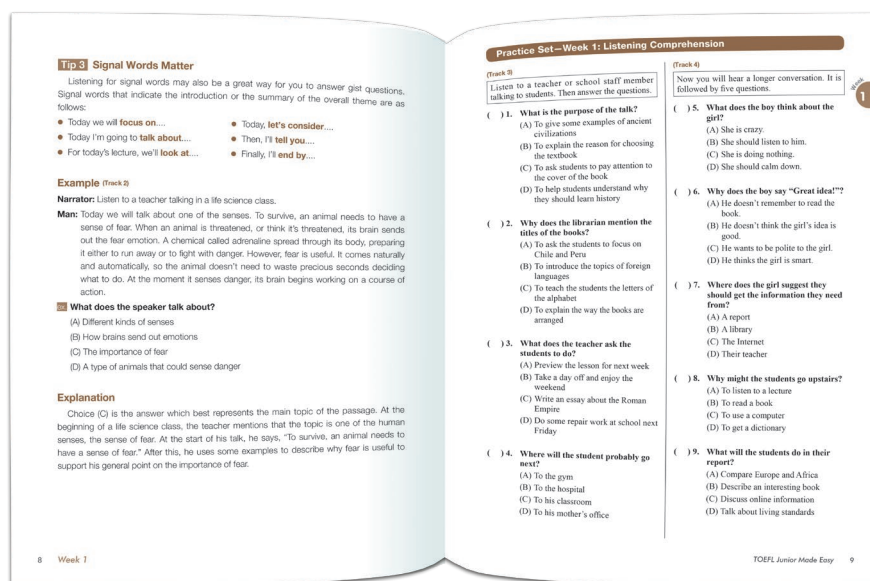 Tip 3 Signal Words Matter
Listening for signal words may also be a great way for you to answer gist questions.
Signal words that indicate the introduction or the summary of the overall theme are as
follows:
● Today we will focus on....
● Today I'm going to talk about....
● For today's lecture, we'll look at....
● Today, let's consider....
● Then, I'll tell you....
● Finally, I'll end by....
Example (Track 2)
Narrator: Listen to a teacher talking in a life science class.
Man: Today we will talk about one of the senses. To survive, an animal needs to have a
sense of fear. When an animal is threatened, or think it's threatened, its brain sends
out the fear emotion. A chemical called adrenaline spread through its body, preparing
it either to run away or to fight with danger. However, fear is useful. It comes naturally
and automatically, so the animal doesn't need to waste precious seconds deciding
what to do. At the moment it senses danger, its brain begins working on a course of
action.
EX. What does the speaker talk about?
(A) Different kinds of senses
(B) How brains send out emotions
(C) The importance of fear
(D) A type of animals that could sense danger
Explanation
Choice (C) is the answer which best represents the main topic of the passage. At the
beginning of a life science class, the teacher mentions that the topic is one of the human
senses, the sense of fear. At the start of his talk, he says, "To survive, an animal needs to
have a sense of fear." After this, he uses some examples to describe why fear is useful to
support his general point on the importance of fear.
8 Week 1
Practice Set—Week 1: Listening Comprehension
(Track 3)
Listen to a teacher or school staff member
talking to students. Then answer the questions.
( ) 1. What is the purpose of the talk?
(A) To give some examples of ancient
civilizations
(B) To explain the reason for choosing
the textbook
(C) To ask students to pay attention to
the cover of the book
(D) To help students understand why
they should learn history
( ) 2. Why does the librarian mention the
titles of the books?
(A) To ask the students to focus on
Chile and Peru
(B) To introduce the topics of foreign
languages
(C) To teach the students the letters of
the alphabet
(D) To explain the way the books are
arranged
( ) 3. What does the teacher ask the
students to do?
(A) Preview the lesson for next week
(B) Take a day off and enjoy the
weekend
(C) Write an essay about the Roman
Empire
(D) Do some repair work at school next
Friday
( ) 4. Where will the student probably go
next?
(A) To the gym
(B) To the hospital
(C) To his classroom
(D) To his mother's office
(Track 4)
Now you will hear a longer conversation. It is
followed by five questions.
( ) 5. What does the boy think about the
girl?
(A) She is crazy.
(B) She should listen to him.
(C) She is doing nothing.
(D) She should calm down.
( ) 6. Why does the boy say "Great idea!"?
(A) He doesn't remember to read the
book.
(B) He doesn't think the girl's idea is
good.
(C) He wants to be polite to the girl.
(D) He thinks the girl is smart.
( ) 7. Where does the girl suggest they
should get the information they need
from?
(A) A report
(B) A library
(C) The Internet
(D) Their teacher
( ) 8. Why might the students go upstairs?
(A) To listen to a lecture
(B) To read a book
(C) To use a computer
(D) To get a dictionary
( ) 9. What will the students do in their
report?
(A) Compare Europe and Africa
(B) Describe an interesting book
(C) Discuss online information
(D) Talk about living standards
Week
1
TOEFL Junior Made Easy 9